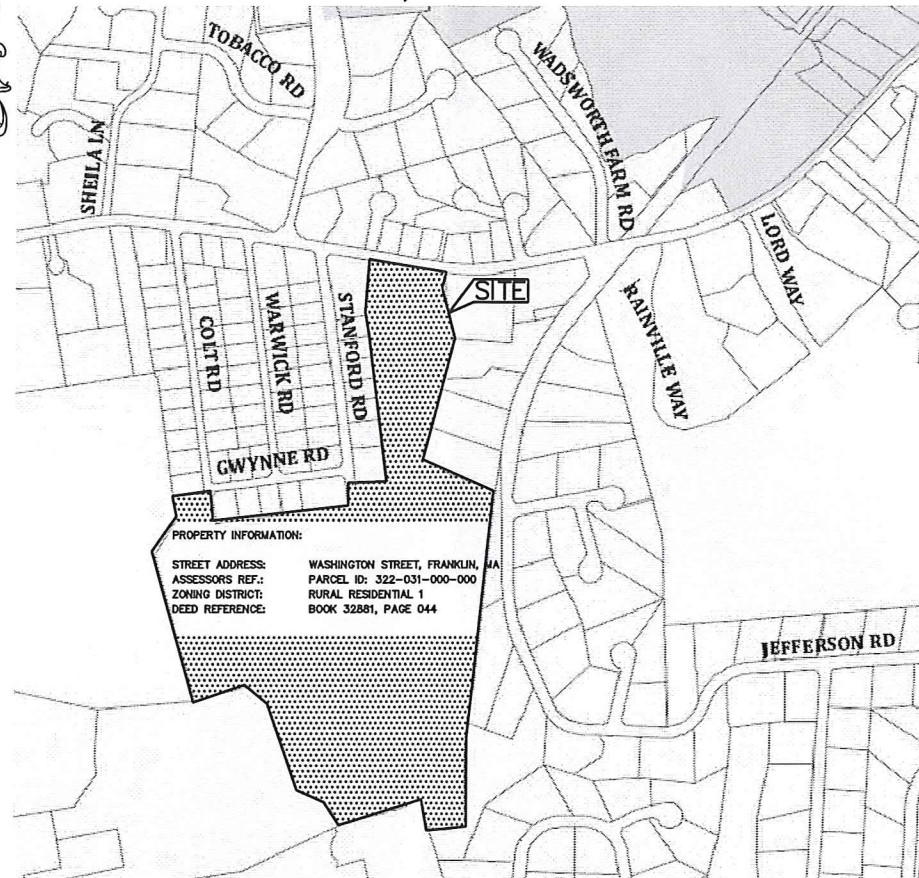 TOBACCO RD
WADSWORTH FARM RD
SHEILA LN
LORD WAY
SITE
RAINVILLE WAY
COLT RD
WARWICK RD
STANFORD RD
GWYNNE RD
PROPERTY INFORMATION:
STREET ADDRESS: WASHINGTON STREET, FRANKLIN, MA
ASSESSORS REF.: PARCEL ID: 322-031-000-000
ZONING DISTRICT: RURAL RESIDENTIAL 1
DEED REFERENCE: BOOK 32881, PAGE 044
JEFFERSON RD